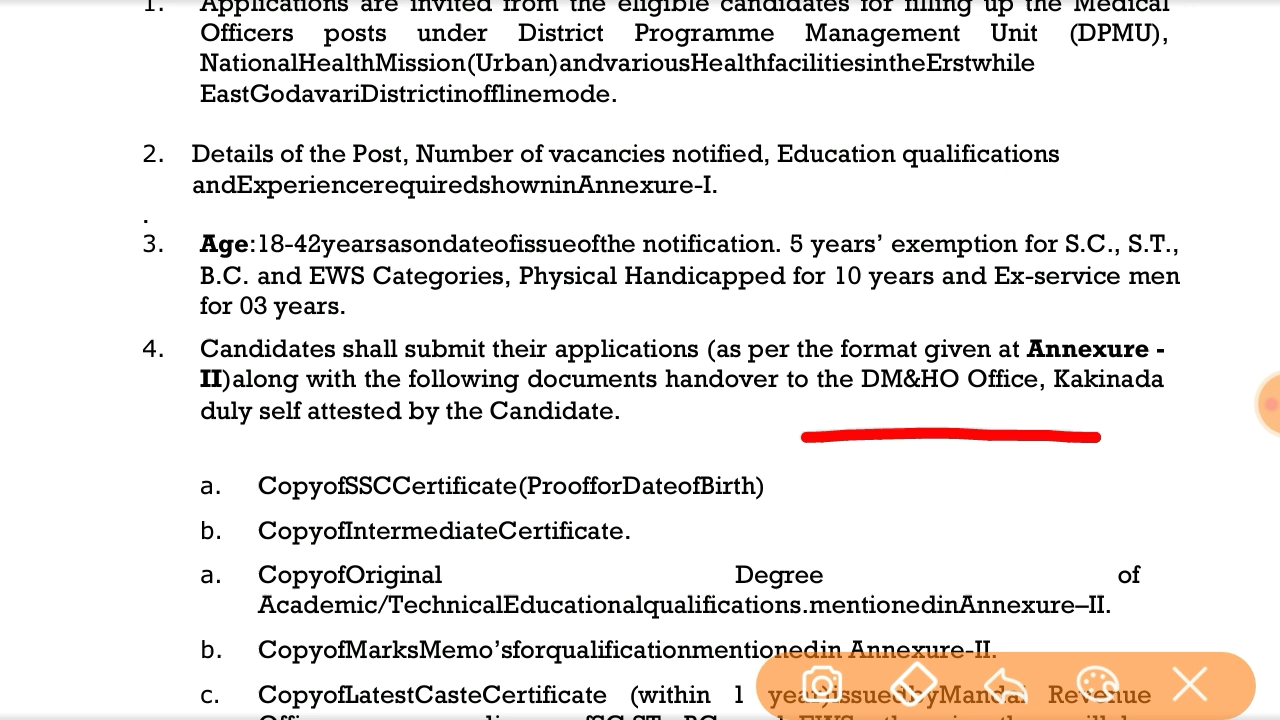 1. Applications are invited from the eligible candidates for filling up the Medical
Officers posts under District Programme Management Unit (DPMU),
NationalHealthMission(Urban)andvariousHealthfacilitiesintheErstwhile
EastGodavariDistrictinofflinemode.
2. Details of the Post, Number of vacancies notified, Education qualifications
andExperiencerequiredshowninAnnexure-I.
.
3. Age:18-42yearsasondateofissueofthe notification. 5 years’ exemption for S.C., S.T.,
B.C. and EWS Categories, Physical Handicapped for 10 years and Ex-service men
for 03 years.
4. Candidates shall submit their applications (as per the format given at Annexure -
II)along with the following documents handover to the DM&HO Office, Kakinada
duly self attested by the Candidate.
a. CopyofSSCCertificate(ProofforDateofBirth)
b. CopyofIntermediateCertificate.
a. CopyofOriginal Degree of
Academic/TechnicalEducationalqualifications.mentionedinAnnexure–II.
b. CopyofMarksMemo’sforqualificationmentionedin Annexure-II.
c. CopyofLatestCasteCertificate (within 1 year)issuedbyMandal Revenue